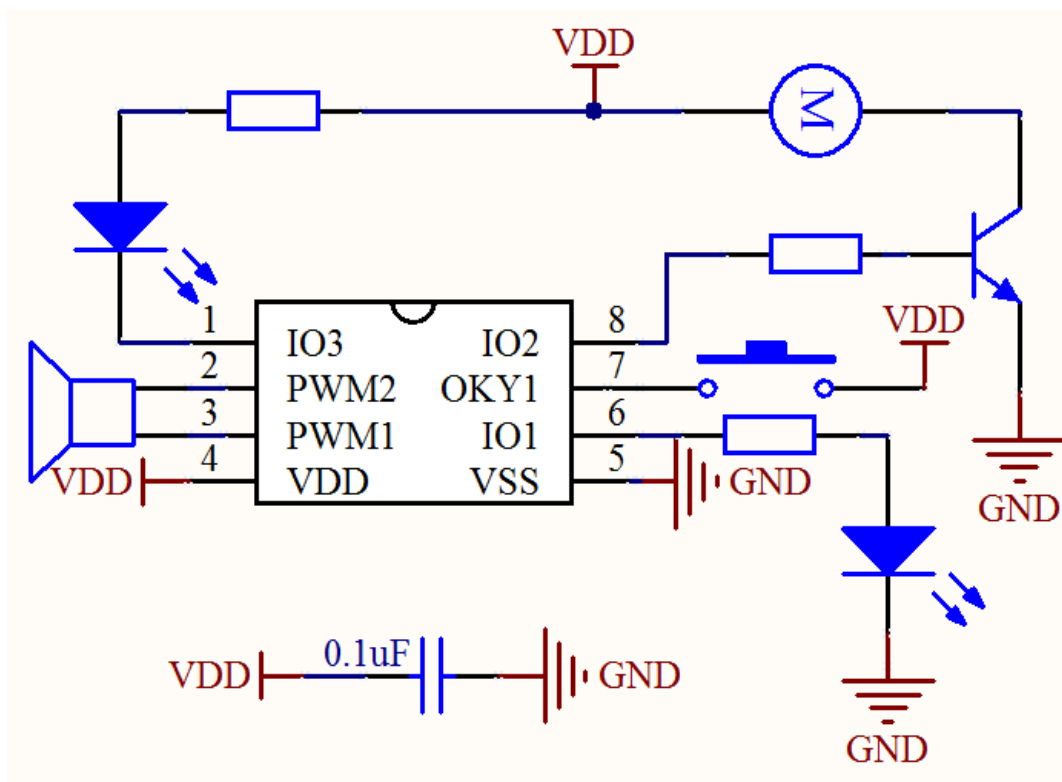 VDD
M
1 IO3 IO2 8
2 PWM2 OKY1 7
VDD
3 PWM1 IO1 6
VDD 4 VDD VSS 5 GND
GND
0.1uF
VDD GND
GND